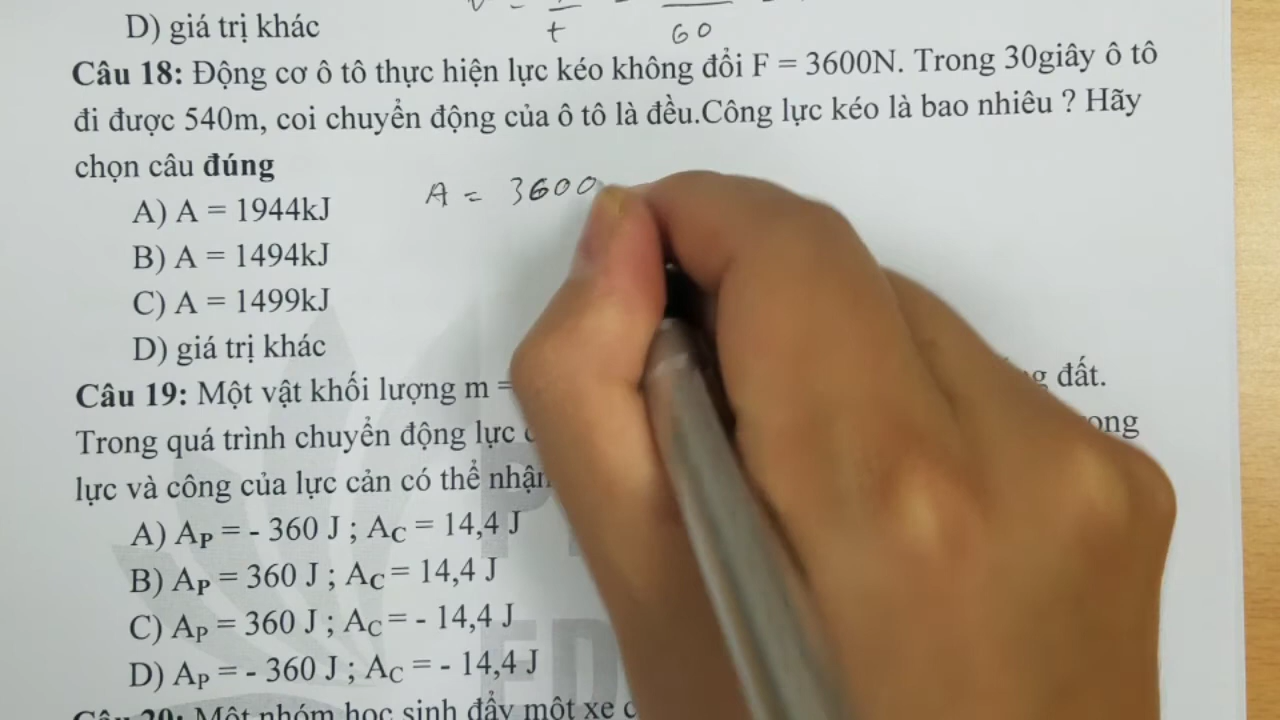 D) giá trị khác
t 60
Câu 18: Động cơ ô tô thực hiện lực kéo không đổi F = 3600N. Trong 30giây ô tô
đi được 540m, coi chuyển động của ô tô là đều.Công lực kéo là bao nhiêu ? Hãy
chọn câu đúng
A = 3600
A) A = 1944kJ
B) A = 1494kJ
C) A = 1499kJ
D) giá trị khác
Câu 19: Một vật khối lượng m = đất.
Trong quá trình chuyển động lực
lực và công của lực cản có thể
A) AP = - 360 J ; AC = 14,4 J
B) AP = 360 J ; AC = 14,4 J
C) AP = 360 J ; AC = - 14,4 J
D) AP = - 360 J ; AC = - 14,4 J
Câu 20: Một nhóm học sinh đẩy một xe